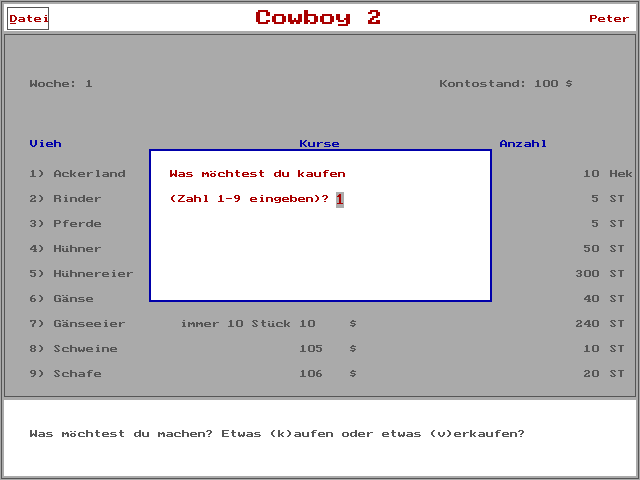 Datei Cowboy 2 Peter
Woche: 1 Kontostand: 100 $
Vieh Kurse Anzahl
Was möchtest du kaufen
1) Ackerland 10 Hek
(Zahl 1-9 eingeben)? 1
2) Rinder 5 ST
3) Pferde 5 ST
4) Hühner 50 ST
5) Hühnereier 300 ST
6) Gänse 40 ST
7) Gänseeier immer 10 Stück 10 $ 240 ST
8) Schweine 105 $ 10 ST
9) Schafe 106 $ 20 ST
Was möchtest du machen? Etwas (k)aufen oder etwas (v)erkaufen?